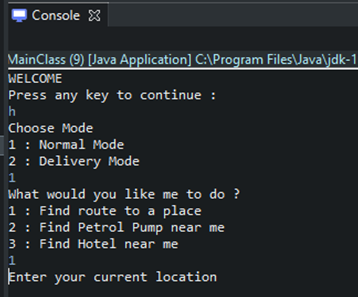 Console
MainClass (9) [Java Application] C:\Program Files\Java\jdk-1
WELCOME
Press any key to continue :
h
Choose Mode
1 : Normal Mode
2 : Delivery Mode
1
What would you like me to do ?
1 : Find route to a place
2 : Find Petrol Pump near me
3 : Find Hotel near me
1
Enter your current location